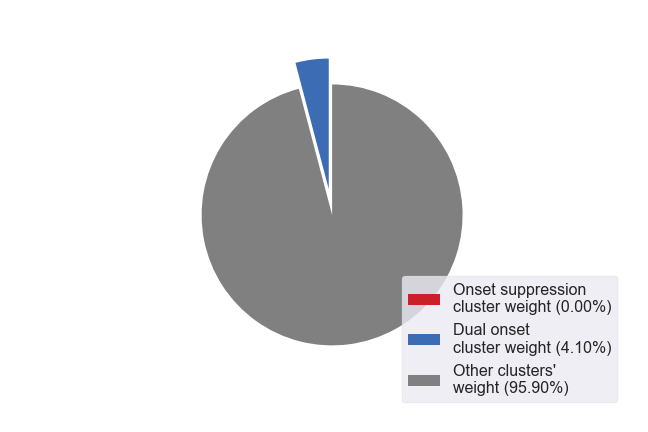 Onset suppression
cluster weight (0.00%)
Dual onset
cluster weight (4.10%)
Other clusters'
weight (95.90%)